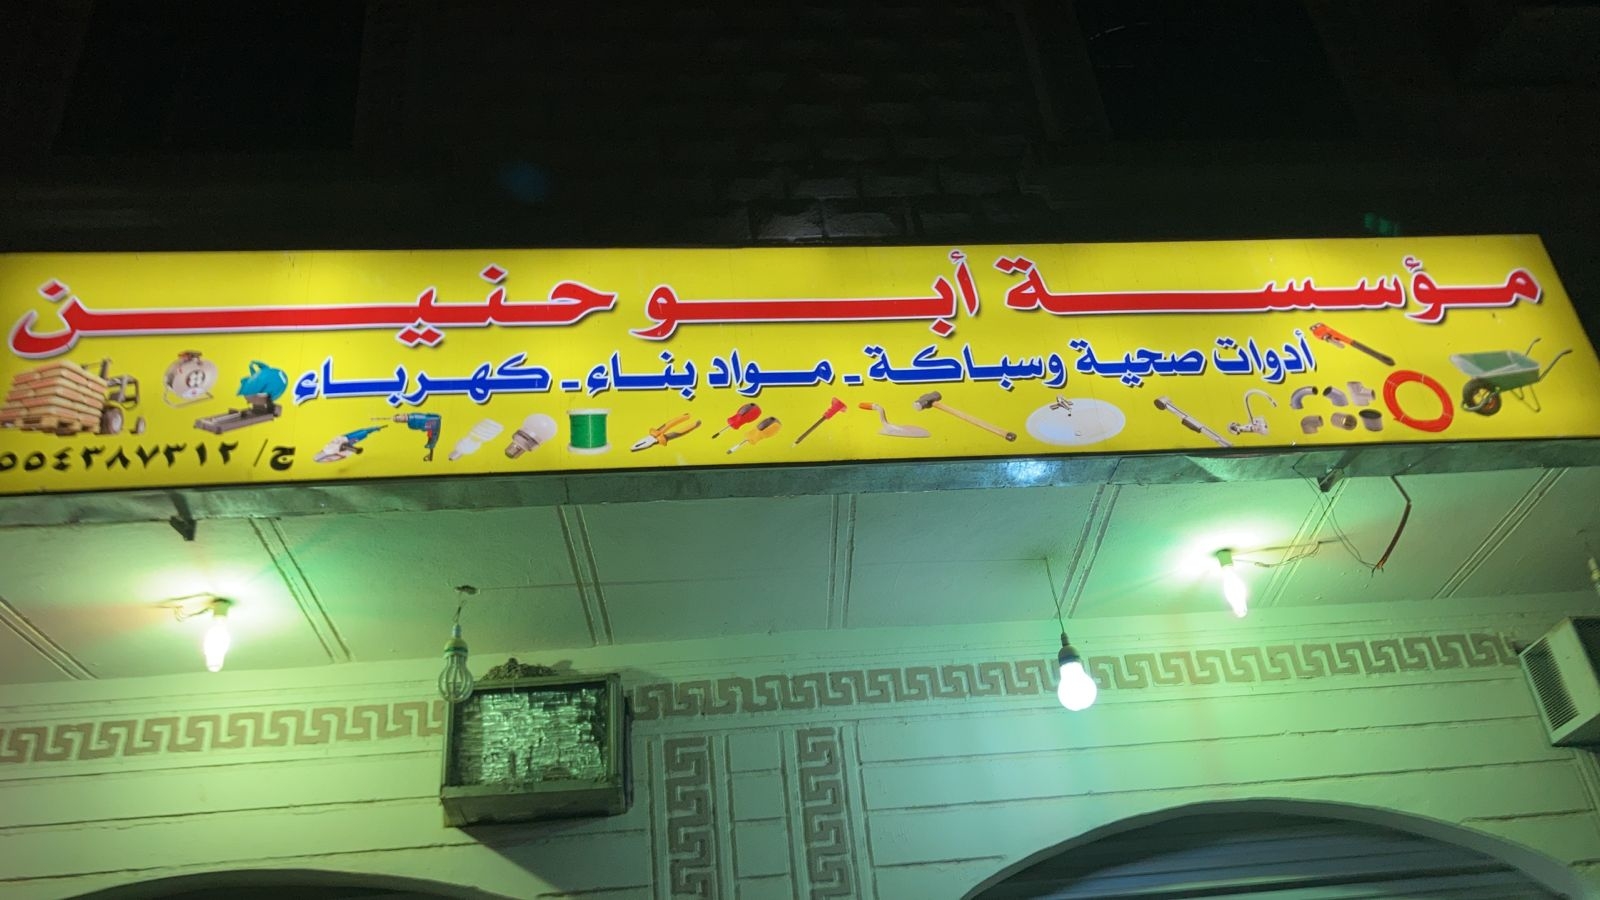 مؤسسة أبو حنين
أدوات صحية وسباكة - مواد بناء - كهرباء
ج/ ٠٥٥٤٣٨٧٣١٢